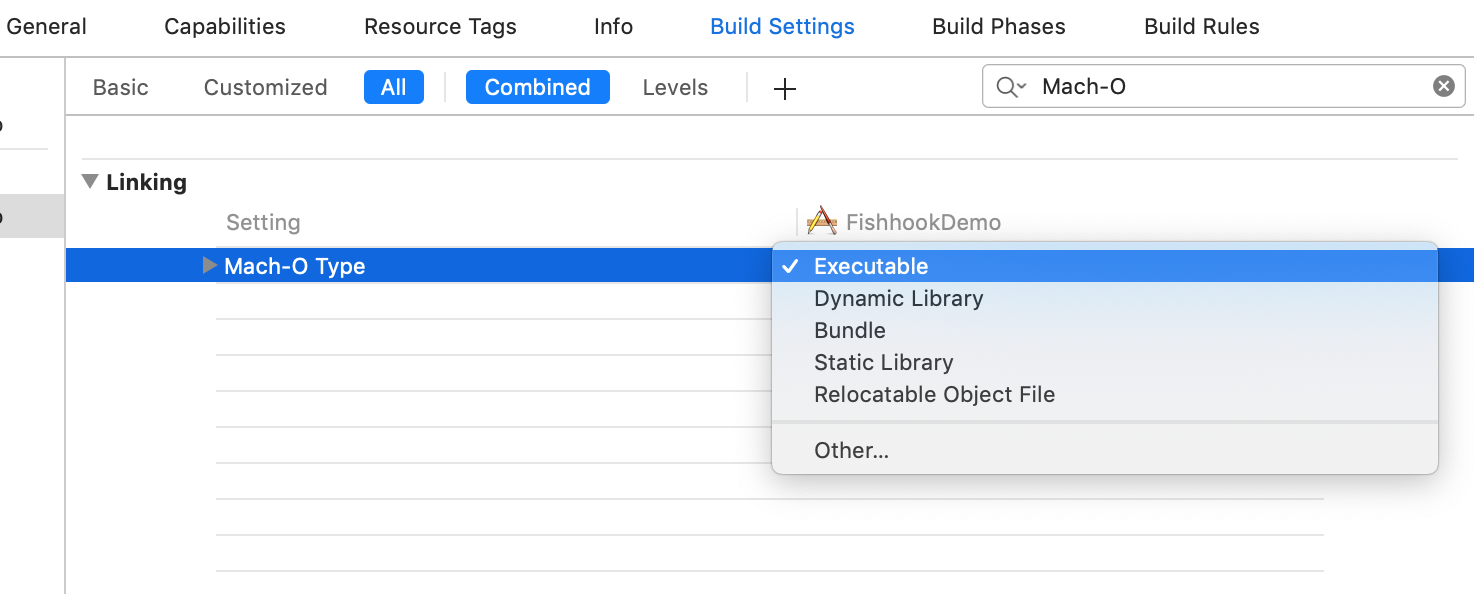 General Capabilities Resource Tags Info Build Settings Build Phases Build Rules
Basic Customized All Combined Levels + Mach-O
Linking
Setting FishhookDemo
Mach-O Type Executable
Dynamic Library
Bundle
Static Library
Relocatable Object File
Other...